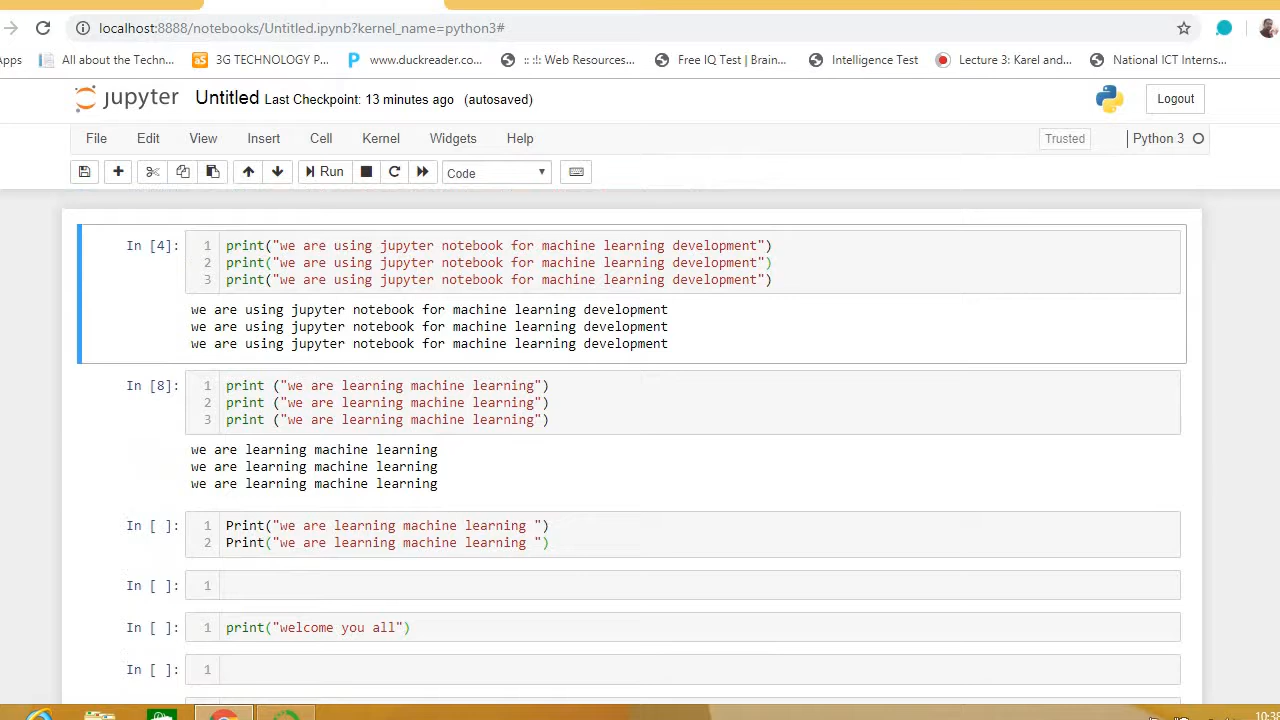 localhost:8888/notebooks/Untitled.ipynb?kernel_name=python3#
pps All about the Techn... 3G TECHNOLOGY P... www.duckreader.co... :: :!: Web Resources... Free IQ Test | Brain... Intelligence Test Lecture 3: Karel and... National ICT Interns...
jupyter Untitled Last Checkpoint: 13 minutes ago (autosaved) Logout
File Edit View Insert Cell Kernel Widgets Help Trusted Python 3
Run Code
In [4]: 1 print("we are using jupyter notebook for machine learning development")
2 print("we are using jupyter notebook for machine learning development")
3 print("we are using jupyter notebook for machine learning development")
we are using jupyter notebook for machine learning development
we are using jupyter notebook for machine learning development
we are using jupyter notebook for machine learning development
In [8]: 1 print ("we are learning machine learning")
2 print ("we are learning machine learning")
3 print ("we are learning machine learning")
we are learning machine learning
we are learning machine learning
we are learning machine learning
In [ ]: 1 Print("we are learning machine learning ")
2 Print("we are learning machine learning ")
In [ ]: 1
In [ ]: 1 print("welcome you all")
In [ ]: 1